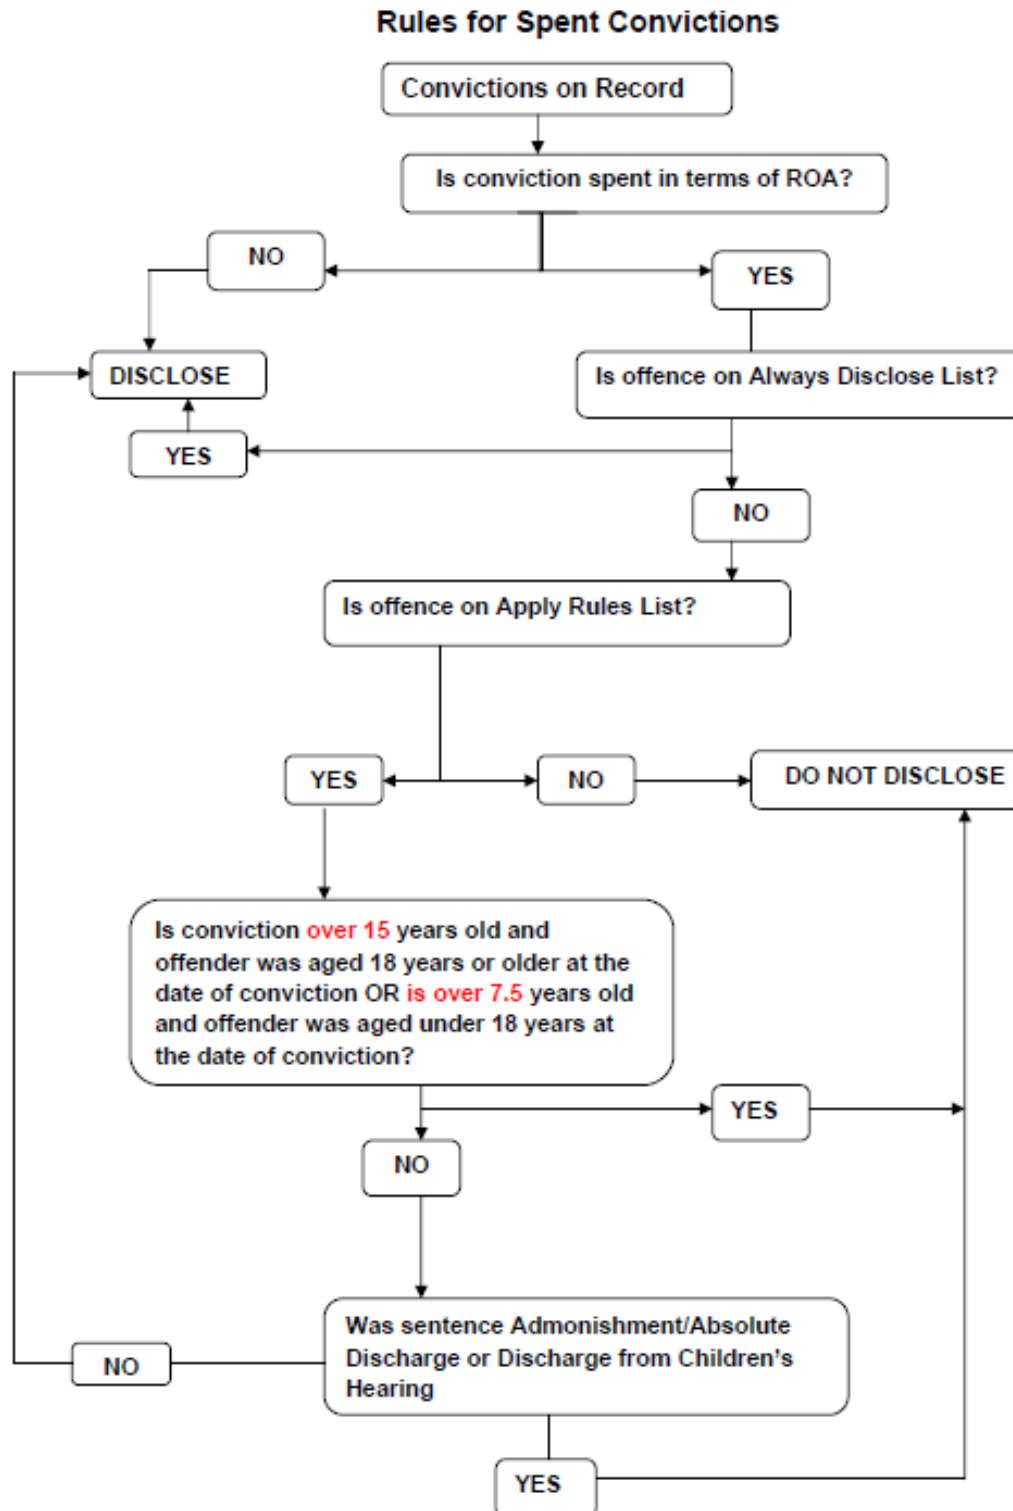 Rules for Spent Convictions
Convictions on Record
Is conviction spent in terms of ROA?
NO
YES
DISCLOSE
Is offence on Always Disclose List?
YES
NO
Is offence on Apply Rules List?
YES
NO
DO NOT DISCLOSE
Is conviction over 15 years old and
offender was aged 18 years or older at the
date of conviction OR is over 7.5 years old
and offender was aged under 18 years at
the date of conviction?
YES
NO
Was sentence Admonishment/Absolute
Discharge or Discharge from Children's
Hearing
NO
YES